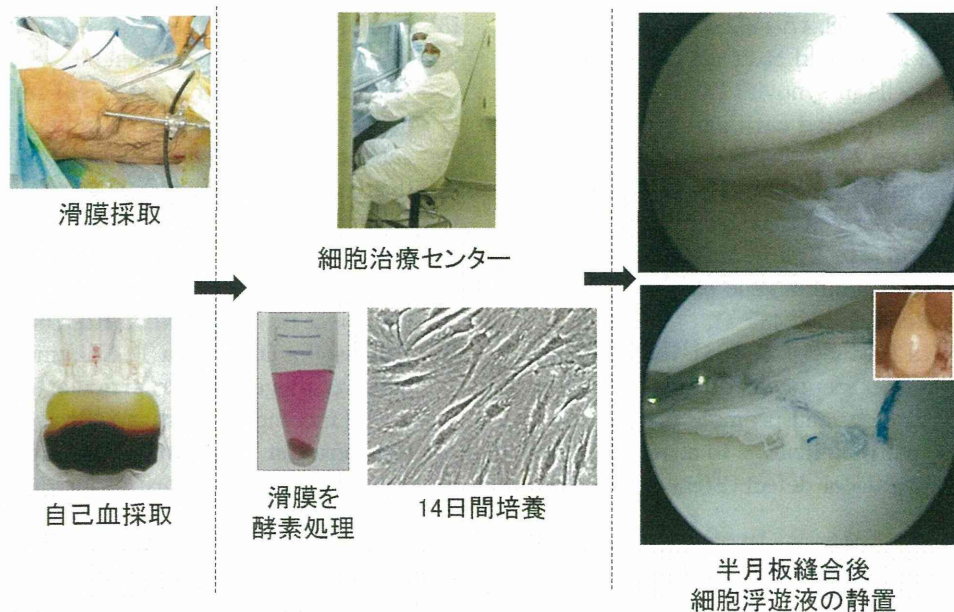 滑膜採取
自己血採取
細胞治療センター
滑膜を
酵素処理
14日間培養
半月板縫合後
細胞浮遊液の静置